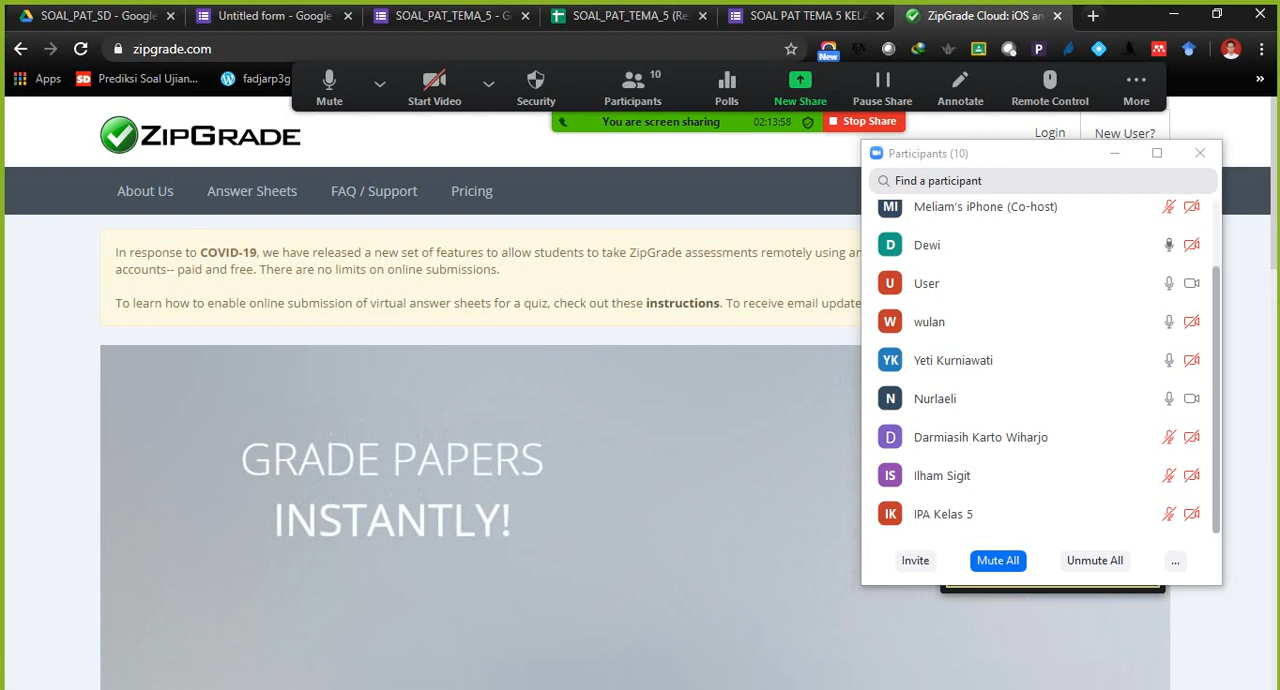 SOAL_PAT_SD - Google
Untitled form - Google
SOAL_PAT_TEMA_5 - G
SOAL_PAT_TEMA_5 (Re
SOAL PAT TEMA 5 KELA
ZipGrade Cloud: iOS an
zipgrade.com
New
P
Apps
SD
Prediksi Soal Ujian...
fadjarp3g
»
Mute
Start Video
Security
Participants
10
Polls
New Share
Pause Share
Annotate
Remote Control
More
You are screen sharing
02:13:58
Stop Share
ZIPGRADE
Login
New User?
About Us
Answer Sheets
FAQ / Support
Pricing
In response to COVID-19, we have released a new set of features to allow students to take ZipGrade assessments remotely using an
accounts-- paid and free. There are no limits on online submissions.
To learn how to enable online submission of virtual answer sheets for a quiz, check out these instructions. To receive email update
GRADE PAPERS
INSTANTLY!
Participants (10)
Find a participant
MI Meliam's iPhone (Co-host)
D Dewi
U User
W wulan
YK Yeti Kurniawati
N Nurlaeli
D Darmiasih Karto Wiharjo
IS Ilham Sigit
IK IPA Kelas 5
Invite
Mute All
Unmute All
...